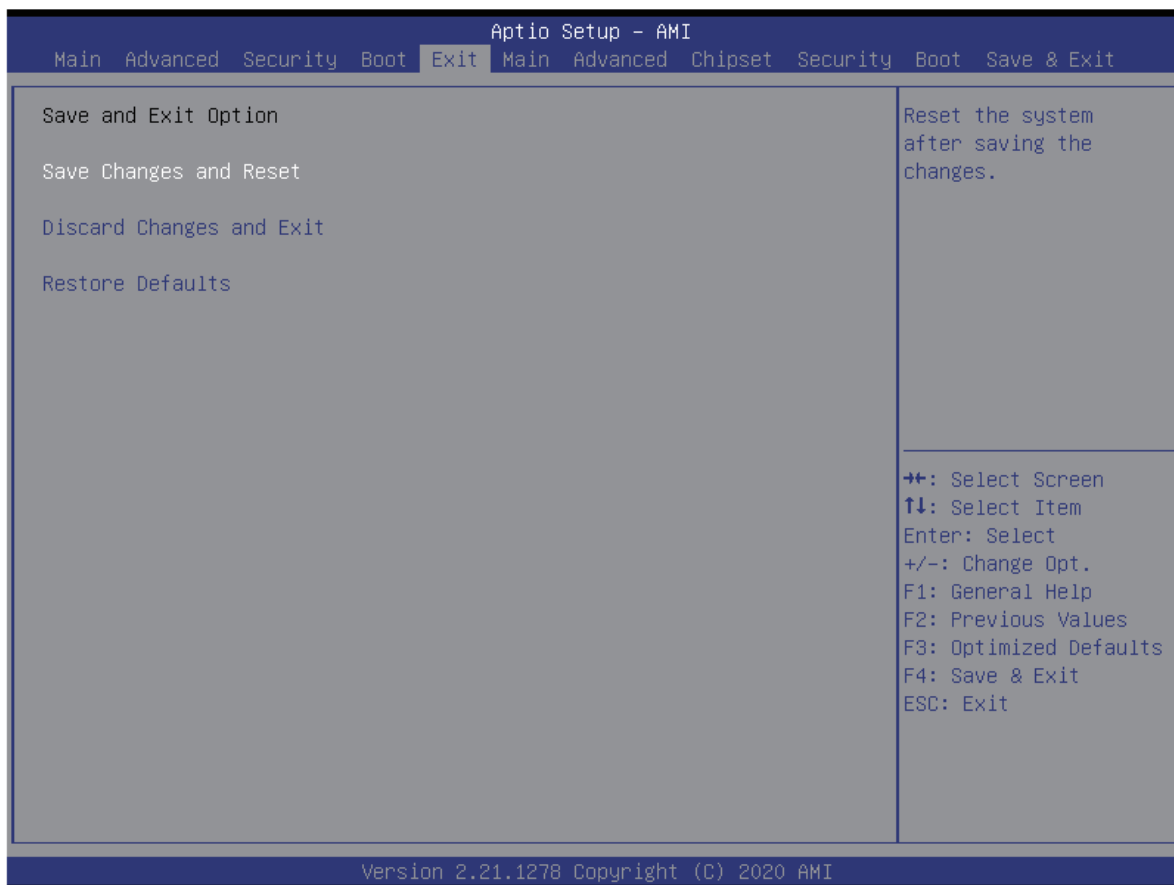 Aptio Setup – AMI
Main Advanced Security Boot Exit Main Advanced Chipset Security Boot Save & Exit
Save and Exit Option
Save Changes and Reset
Discard Changes and Exit
Restore Defaults
Reset the system
after saving the
changes.
→←: Select Screen
↑↓: Select Item
Enter: Select
+/-: Change Opt.
F1: General Help
F2: Previous Values
F3: Optimized Defaults
F4: Save & Exit
ESC: Exit
Version 2.21.1278 Copyright (C) 2020 AMI